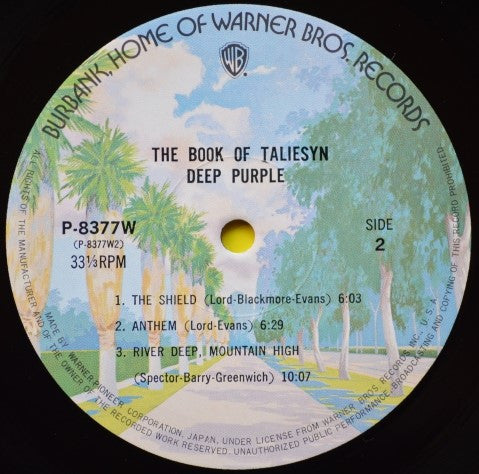 BURBANK, HOME OF WARNER BROS. RECORDS
WB
THE BOOK OF TALIESYN
DEEP PURPLE
P-8377W
(P-8377W2)
33⅓RPM
SIDE
2
1. THE SHIELD (Lord-Blackmore-Evans) 6:03
2. ANTHEM (Lord-Evans) 6:29
3. RIVER DEEP, MOUNTAIN HIGH
(Spector-Barry-Greenwich) 10:07
MADE BY WARNER-PIONEER CORPORATION, JAPAN, UNDER LICENSE FROM WARNER BROS RECORDS INC., U.S.A.
ALL RIGHTS OF THE MANUFACTURER AND OF THE OWNER OF THE RECORDED WORK RESERVED. UNAUTHORIZED PUBLIC PERFORMANCE, BROADCASTING AND COPYING OF THIS RECORD PROHIBITED